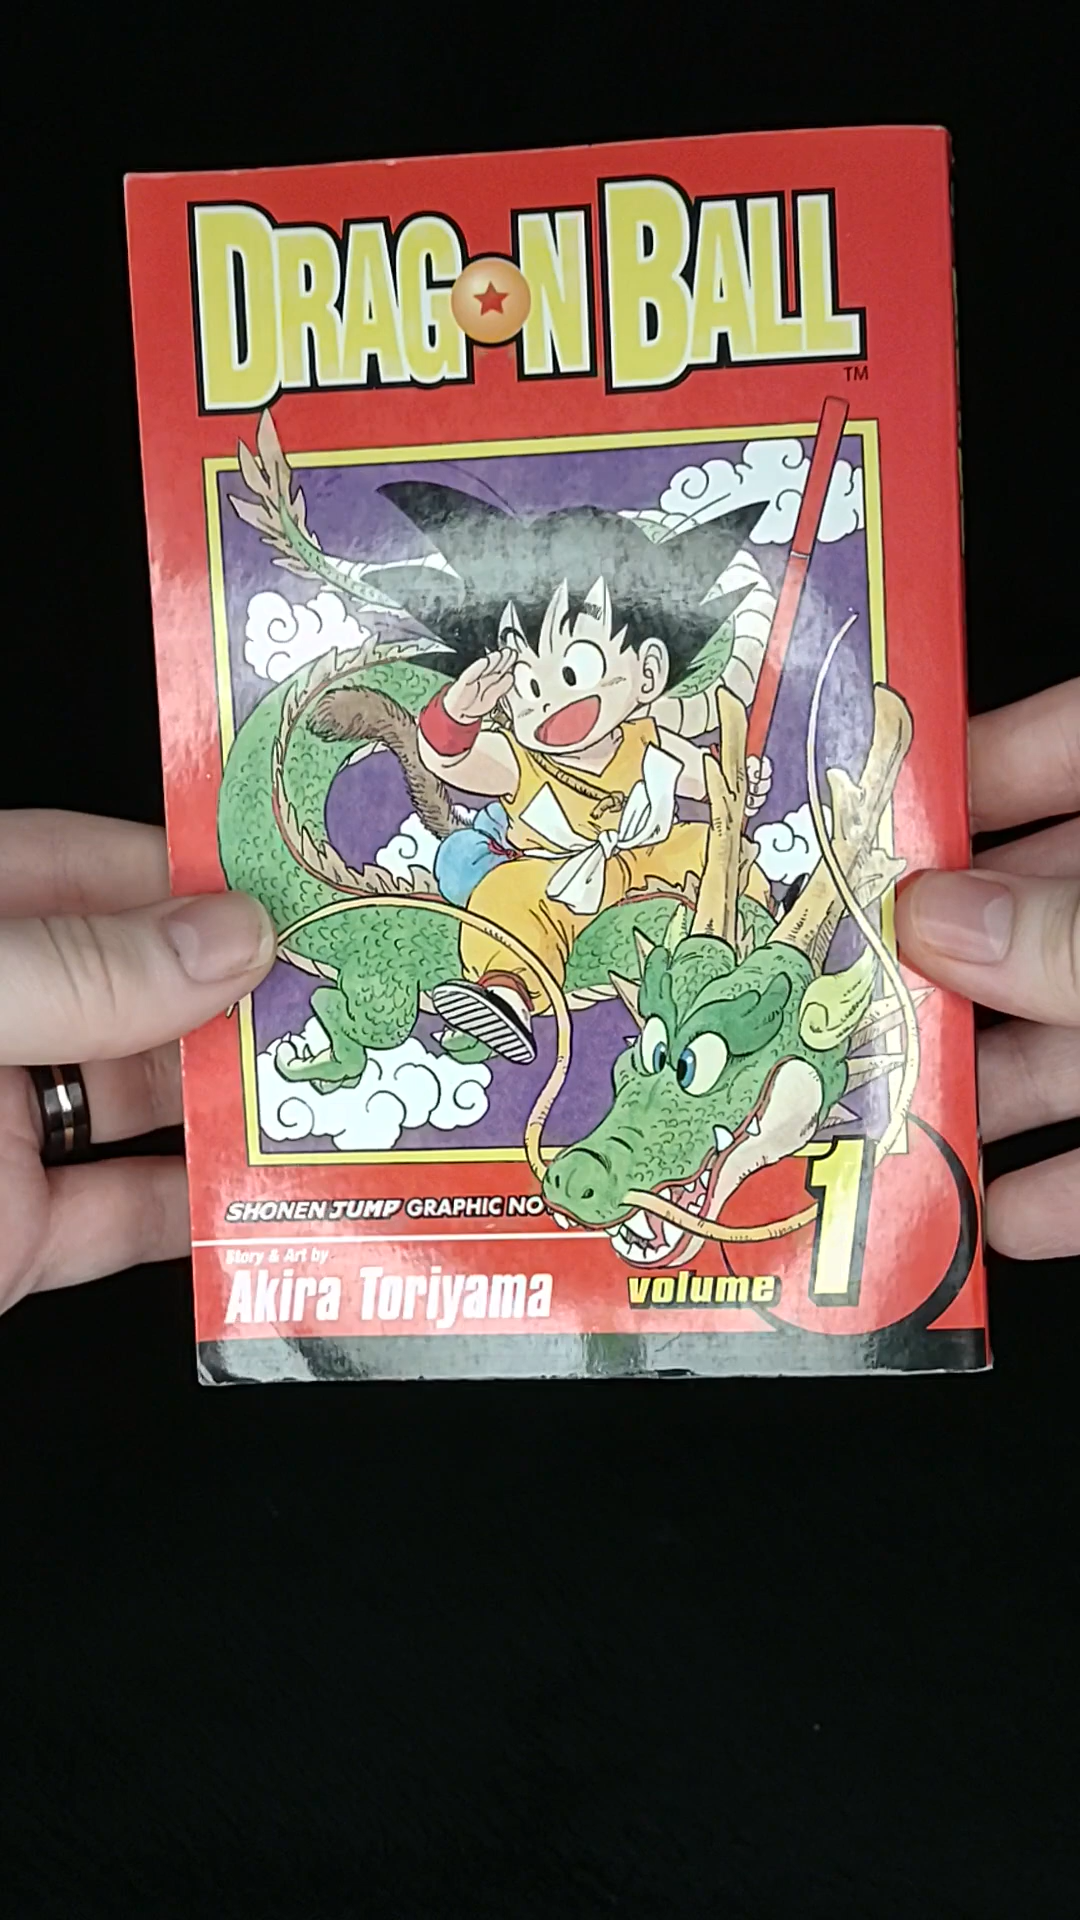 DRAGON BALL
TM
SHONEN JUMP GRAPHIC NO
Story & Art by
Akira Toriyama
volume 1